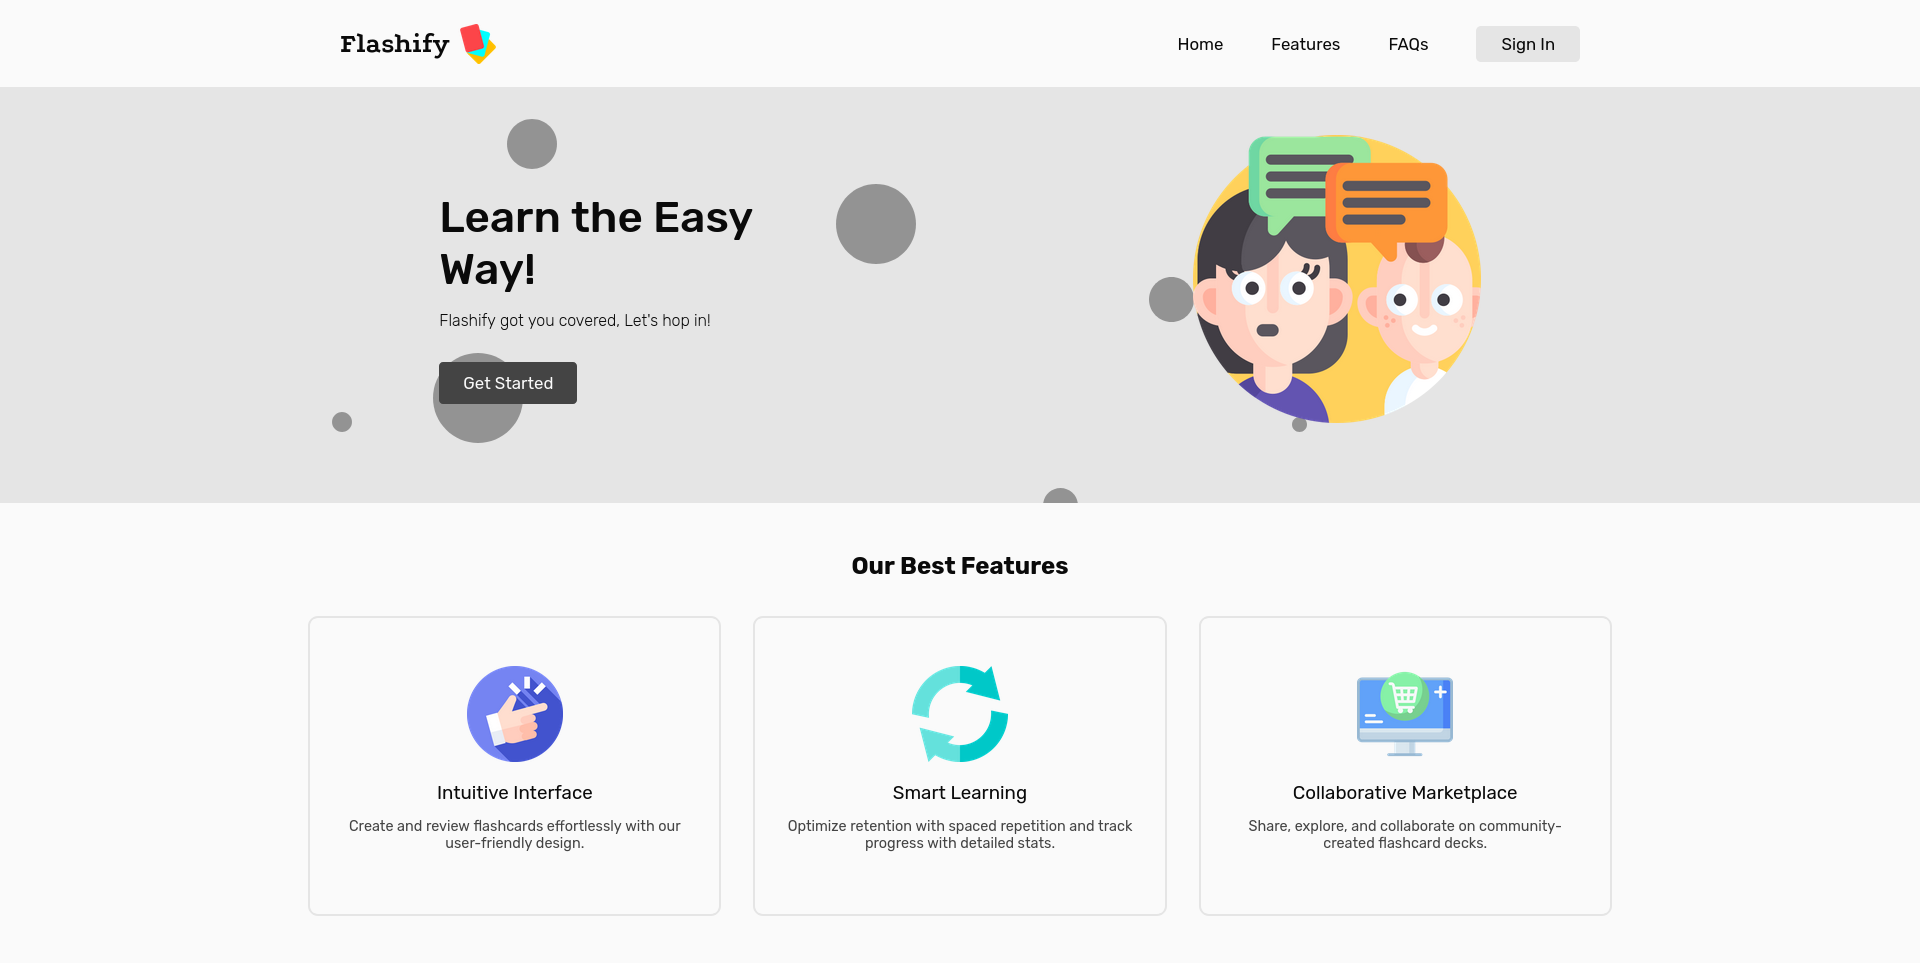 Flashify
Home
Features
FAQs
Sign In
Learn the Easy
Way!
Flashify got you covered, Let's hop in!
Get Started
Our Best Features
Intuitive Interface
Create and review flashcards effortlessly with our
user-friendly design.
Smart Learning
Optimize retention with spaced repetition and track
progress with detailed stats.
Collaborative Marketplace
Share, explore, and collaborate on community-
created flashcard decks.